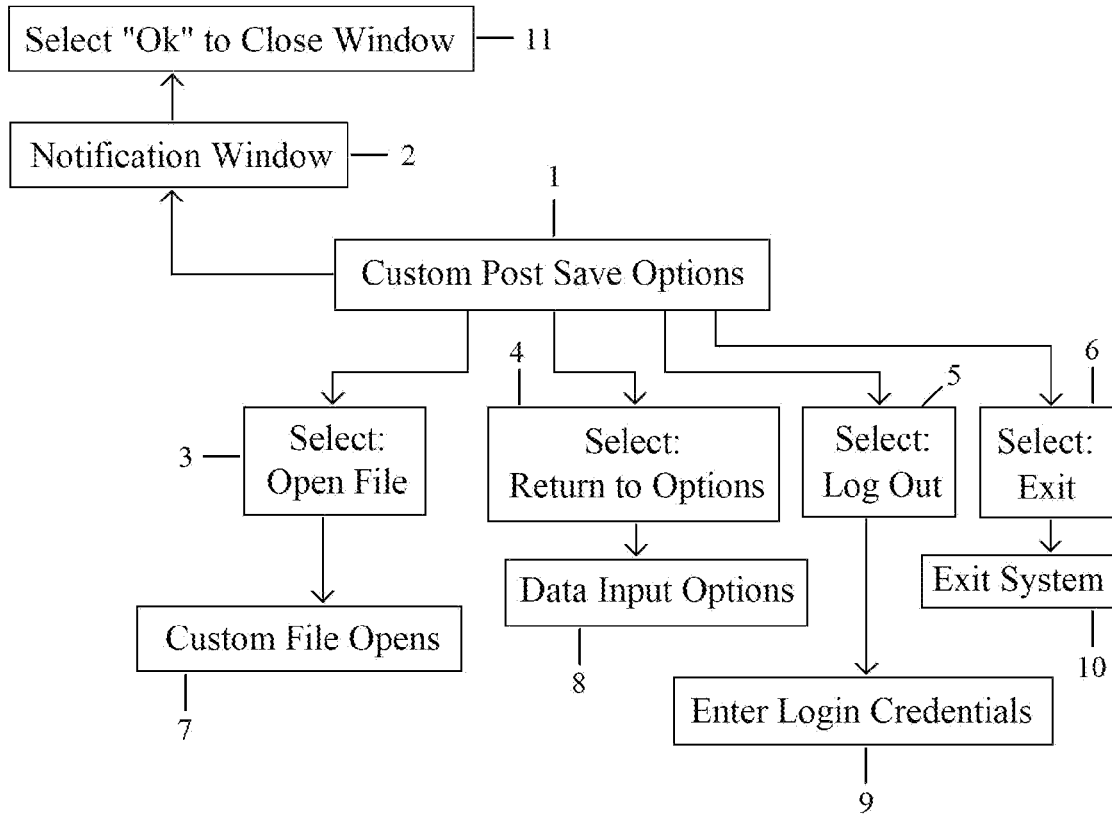 Select "Ok" to Close Window
11
Notification Window
2
1
Custom Post Save Options
4
6
5
3
Select:
Open File
Select:
Return to Options
Select:
Log Out
Select:
Exit
Data Input Options
Exit System
Custom File Opens
8
10
7
Enter Login Credentials
9